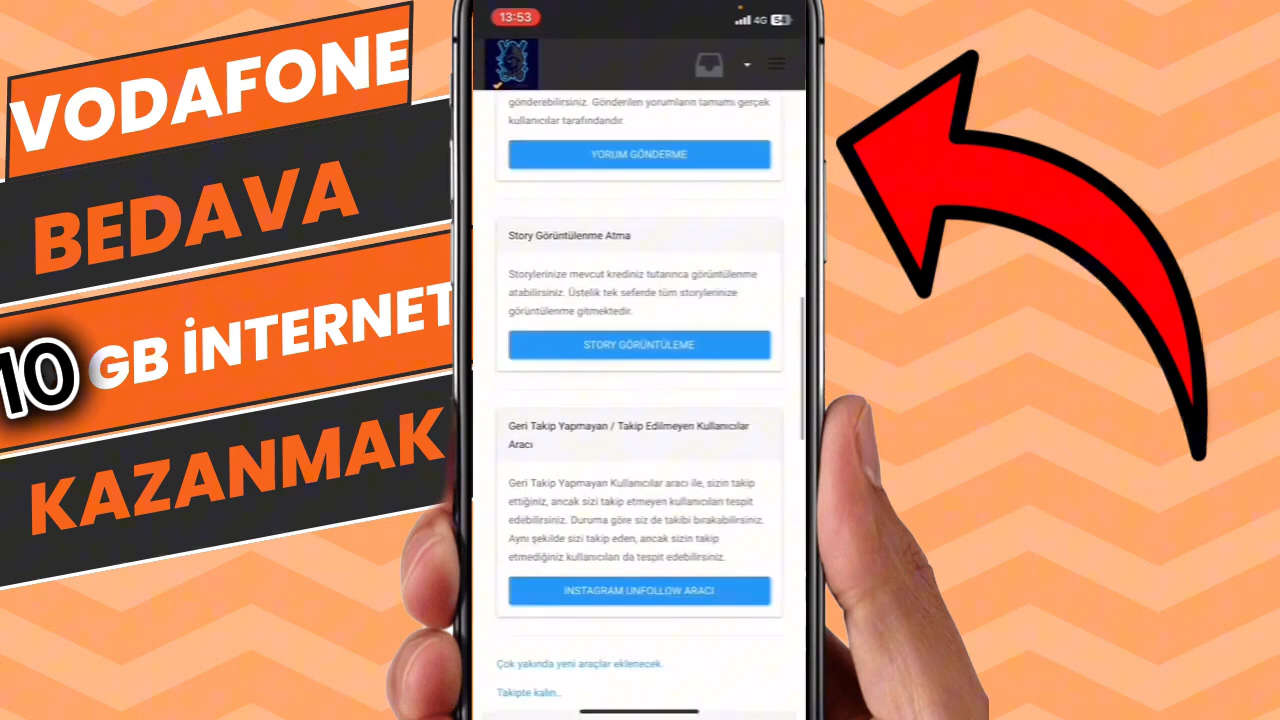 VODAFONE
BEDAVA
10 GB İNTERNET
KAZANMAK
13:53
4G 54
gönderebilirsiniz. Gönderilen yorumların tamamı gerçek
kullanıcılar tarafındandır.
YORUM GÖNDERME
Story Görüntülenme Atma
Storylerinize mevcut krediniz tutarınca görüntülenme
atabilirsiniz. Üstelik tek seferde tüm storylerinize
görüntülenme gitmektedir.
STORY GÖRÜNTÜLEME
Geri Takip Yapmayan / Takip Edilmeyen Kullanıcılar
Aracı
Geri Takip Yapmayan Kullanıcılar aracı ile, sizin takip
ettiğiniz, ancak sizi takip etmeyen kullanıcıları tespit
edebilirsiniz. Duruma göre siz de takibi bırakabilirsiniz.
Aynı şekilde sizi takip eden, ancak sizin takip
etmediğiniz kullanıcıları da tespit edebilirsiniz.
INSTAGRAM UNFOLLOW ARACI
Çok yakında yeni araçlar eklenecek.
Takipte kalın..